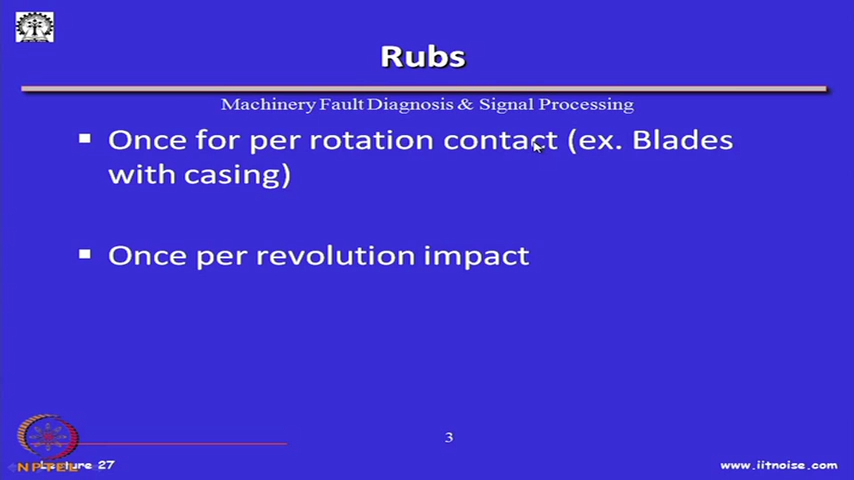 Rubs
Machinery Fault Diagnosis & Signal Processing
▪ Once for per rotation contact (ex. Blades
with casing)
▪ Once per revolution impact
3
NPTEL
Lecture 27
www.iitnoise.com